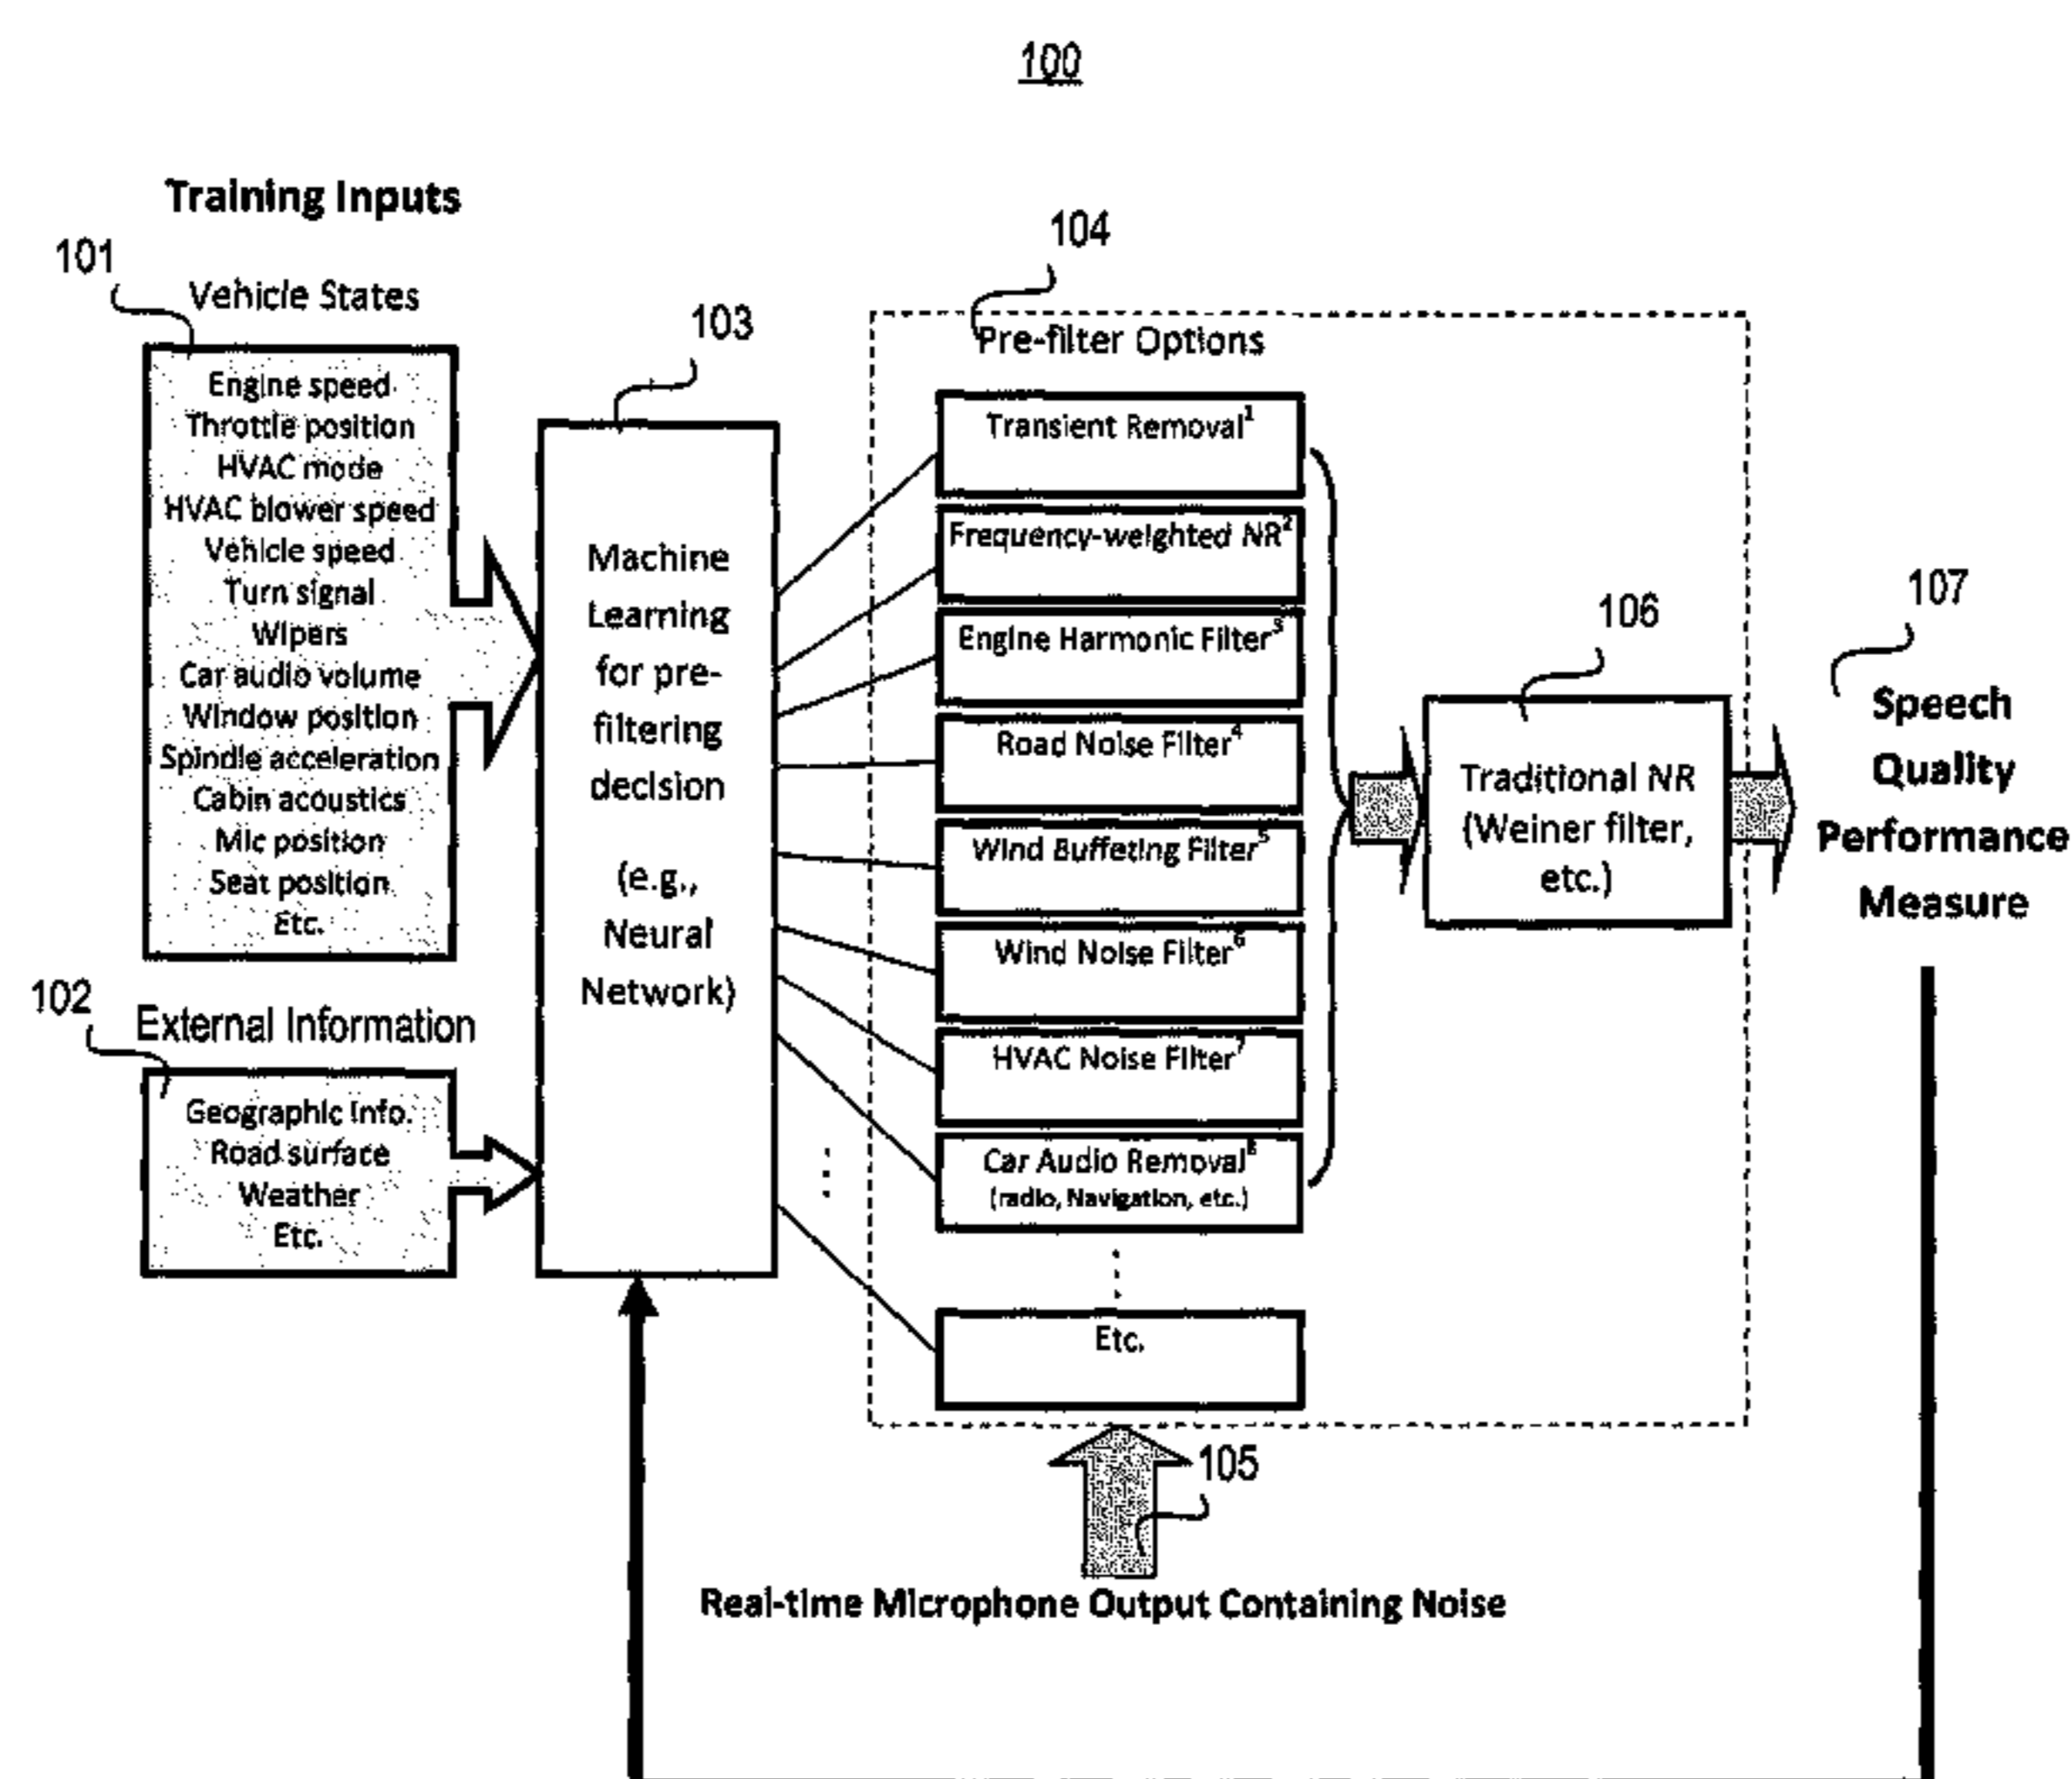 100
Training Inputs
101
Vehicle States
Engine speed
Throttle position
HVAC mode
HVAC blower speed
Vehicle speed
Turn signal
Wipers
Car audio volume
Window position
Spindle acceleration
Cabin acoustics
Mic position
Seat position
Etc.
102
External Information
Geographic Info.
Road surface
Weather
Etc.
103
Machine
Learning
for pre-
filtering
decision
(e.g.,
Neural
Network)
104
Pre-filter Options
Transient Removal¹
Frequency-weighted NR²
Engine Harmonic Filter³
Road Noise Filter⁴
Wind Buffeting Filter⁵
Wind Noise Filter⁶
HVAC Noise Filter⁷
Car Audio Removal⁸
(radio, Navigation, etc.)
Etc.
105
Real-time Microphone Output Containing Noise
106
Traditional NR
(Weiner filter,
etc.)
107
Speech
Quality
Performance
Measure